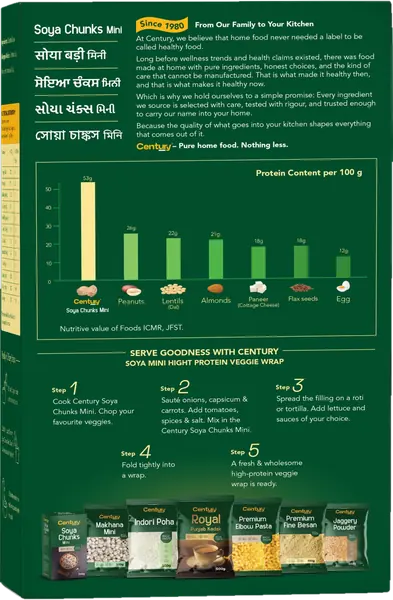 Soya Chunks Mini
सोया बड़ी मिनी
ਸੋਇਆ ਚੰਕਸ ਮਿਨੀ
સોયા ચંક્સ મિની
সোয়া চাঙ্কস মিনি
Since 1980
From Our Family to Your Kitchen
At Century, we believe that home food never needed a label to be
called healthy food.
Long before wellness trends and health claims existed, there was food
made at home with pure ingredients, honest choices, and the kind
of care that cannot be manufactured. That is what made it healthy then,
and that is what makes it healthy now.
Which is why we hold ourselves to a simple promise: Every ingredient
we source is selected with care, tested with rigour, and trusted enough
to carry our name into your home.
Because the quality of what goes into your kitchen shapes everything
that comes out of it.
Century – Pure home food. Nothing less.
Protein Content per 100 g
50
40
30
20
10
0
53g
26g
22g
21g
18g
18g
13g
Century
Soya Chunks Mini
Peanuts
Lentils
(Dal)
Almonds
Paneer
(Cottage Cheese)
Flax seeds
Egg
Nutritive value of Foods ICMR, JFST.
SERVE GOODNESS WITH CENTURY
SOYA MINI HIGHT PROTEIN VEGGIE WRAP
Step 1
Cook Century Soya
Chunks Mini. Chop your
favourite veggies.
Step 2
Sauté onions, capsicum &
carrots. Add tomatoes,
spices & salt. Mix in the
Century Soya Chunks Mini.
Step 3
Spread the filling on a roti
or tortilla. Add lettuce and
sauces of your choice.
Step 4
Fold tightly into
a wrap.
Step 5
A fresh & wholesome
high-protein veggie
wrap is ready.
Century
Soya
Chunks
Mini
Century
Makhana
Mini
Century
Indori Poha
Century
Royal
Century
Premium
Elbow Pasta
Century
Premium
Fine Besan
Century
Jaggery
Powder